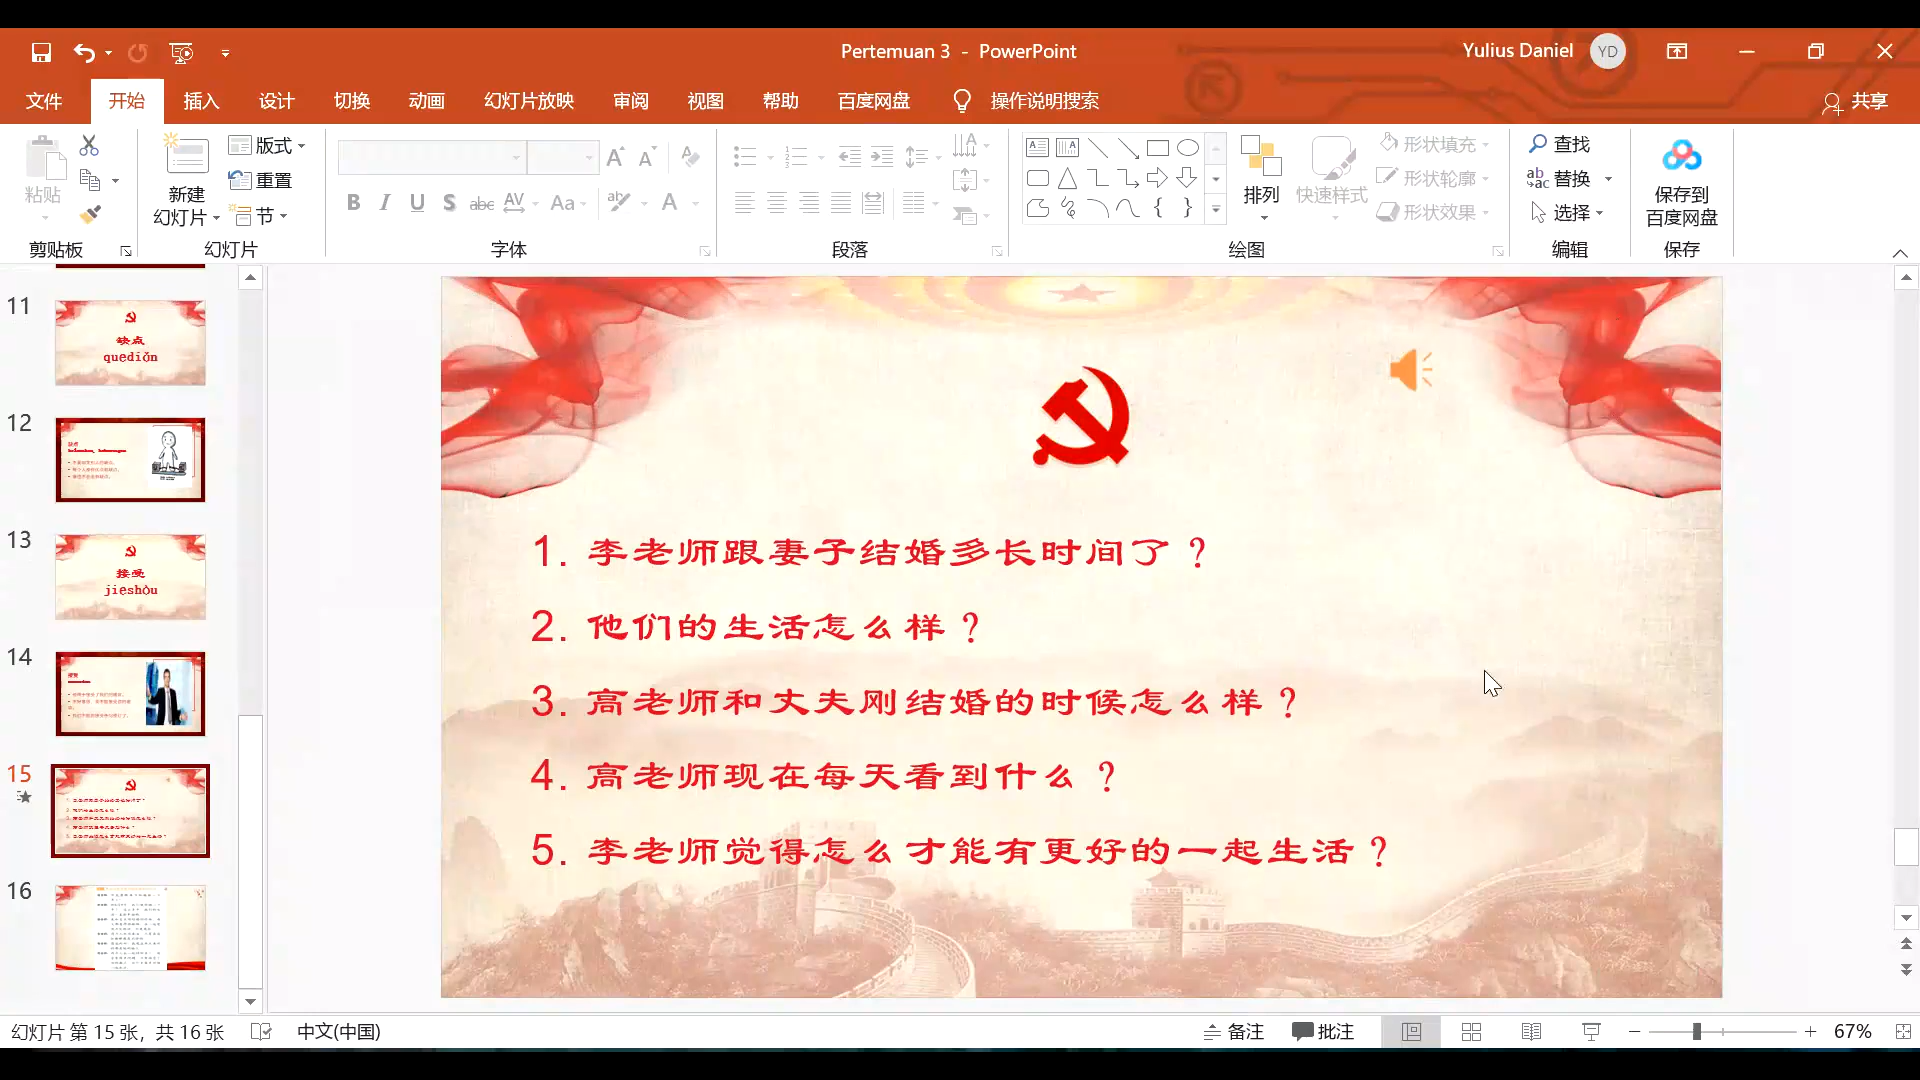 Pertemuan 3 - PowerPoint
Yulius Daniel
YD
文件
开始
插入
设计
切换
动画
幻灯片放映
审阅
视图
帮助
百度网盘
操作说明搜索
共享
粘贴
剪贴板
新建
幻灯片
版式
重置
节
幻灯片
B I U S abc AV Aa A
字体
段落
排列
快速样式
形状填充
形状轮廓
形状效果
绘图
查找
替换
选择
编辑
保存到
百度网盘
保存
11
缺点
quēdiǎn
12
13
接受
jiēshòu
14
15
16
1. 李老师跟妻子结婚多长时间了？
2. 他们的生活怎么样？
3. 高老师和丈夫刚结婚的时候怎么样？
4. 高老师现在每天看到什么？
5. 李老师觉得怎么才能有更好的一起生活？
幻灯片 第 15 张，共 16 张
中文(中国)
备注
批注
67%